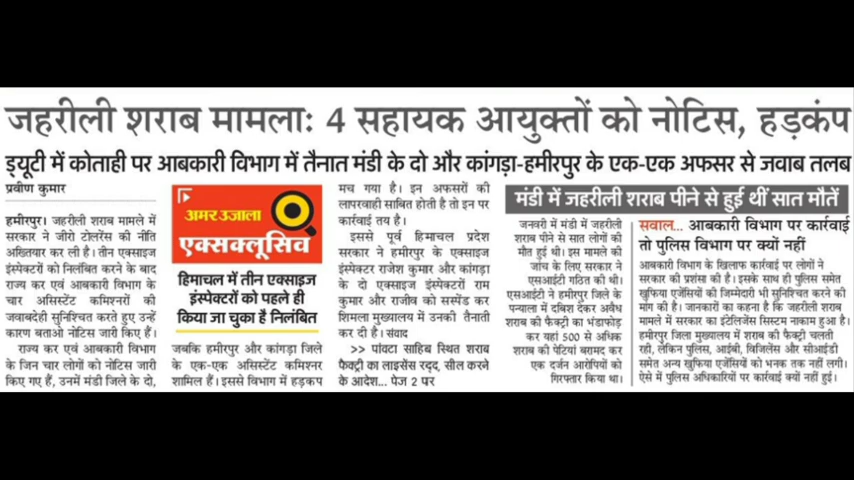 जहरीली शराब मामलाः 4 सहायक आयुक्तों को नोटिस, हड़कंप
ड्यूटी में कोताही पर आबकारी विभाग में तैनात मंडी के दो और कांगड़ा-हमीरपुर के एक-एक अफसर से जवाब तलब
प्रवीण कुमार
हमीरपुर। जहरीली शराब मामले में
सरकार ने जीरो टोलरेंस की नीति
अख्तियार कर ली है। तीन एक्साइज
इंस्पेक्टरों को निलंबित करने के बाद
राज्य कर एवं आबकारी विभाग के
चार असिस्टेंट कमिश्नरों की
जवाबदेही सुनिश्चित करते हुए उन्हें
कारण बताओ नोटिस जारी किए हैं।
राज्य कर एवं आबकारी विभाग
के जिन चार लोगों को नोटिस जारी
किए गए हैं, उनमें मंडी जिले के दो,
अमर उजाला
एक्सक्लूसिव
हिमाचल में तीन एक्साइज
इंस्पेक्टरों को पहले ही
किया जा चुका है निलंबित
जबकि हमीरपुर और कांगड़ा जिले
के एक-एक असिस्टेंट कमिश्नर
शामिल हैं। इससे विभाग में हड़कप
मच गया है। इन अफसरों की
लापरवाही साबित होती है तो इन पर
कार्रवाई तय है।
इससे पूर्व हिमाचल प्रदेश
सरकार ने हमीरपुर के एक्साइज
इंस्पेक्टर राजेश कुमार और कांगड़ा
के दो एक्साइज इंस्पेक्टरों राम
कुमार और राजीव को सस्पेंड कर
शिमला मुख्यालय में उनकी तैनाती
कर दी है। संवाद
>> पांवटा साहिब स्थित शराब
फैक्ट्री का लाइसेंस रद्द, सील करने
के आदेश... पेज 2 पर
मंडी में जहरीली शराब पीने से हुई थीं सात मौतें
जनवरी में मंडी में जहरीली
शराब पीने से सात लोगों की
मौत हुई थी। इस मामले की
जांच के लिए सरकार ने
एसआईटी गठित की थी।
एसआईटी ने हमीरपुर जिले के
पन्याला में दबिश देकर अवैध
शराब की फैक्ट्री का भंडाफोड़
कर यहां 500 से अधिक
शराब की पेटियां बरामद कर
एक दर्जन आरोपियों को
गिरफ्तार किया था।
सवाल... आबकारी विभाग पर कार्रवाई
तो पुलिस विभाग पर क्यों नहीं
आबकारी विभाग के खिलाफ कार्रवाई पर लोगों ने
सरकार की प्रशंसा की है। इसके साथ ही पुलिस समेत
खुफिया एजेंसियों की जिम्मेदारी भी सुनिश्चित करने की
मांग की है। जानकारों का कहना है कि जहरीली शराब
मामले में सरकार का इंटेलिजेंस सिस्टम नाकाम हुआ है।
हमीरपुर जिला मुख्यालय में शराब की फैक्ट्री चलती
रही, लेकिन पुलिस, आईबी, विजिलेंस और सीआईडी
समेत अन्य खुफिया एजेंसियों को भनक तक नहीं लगी।
ऐसे में पुलिस अधिकारियों पर कार्रवाई क्यों नहीं हुई।